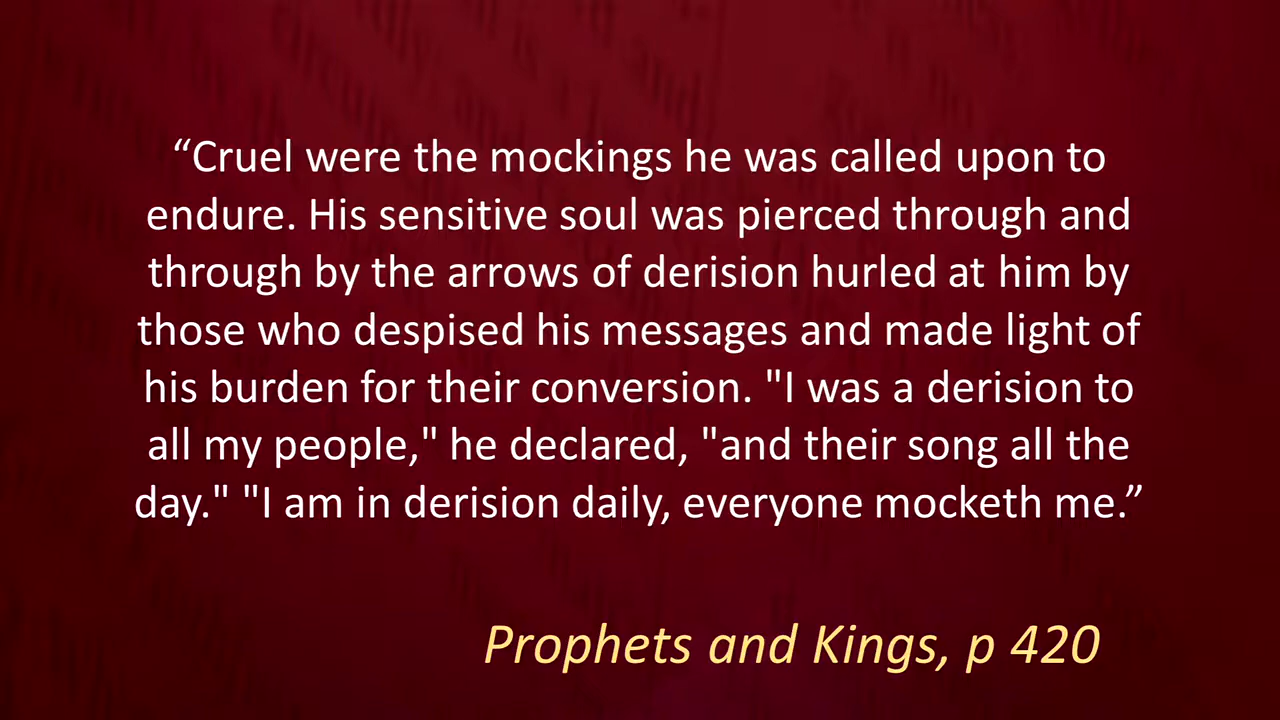 “Cruel were the mockings he was called upon to
endure. His sensitive soul was pierced through and
through by the arrows of derision hurled at him by
those who despised his messages and made light of
his burden for their conversion. "I was a derision to
all my people," he declared, "and their song all the
day." "I am in derision daily, everyone mocketh me.”
Prophets and Kings, p 420